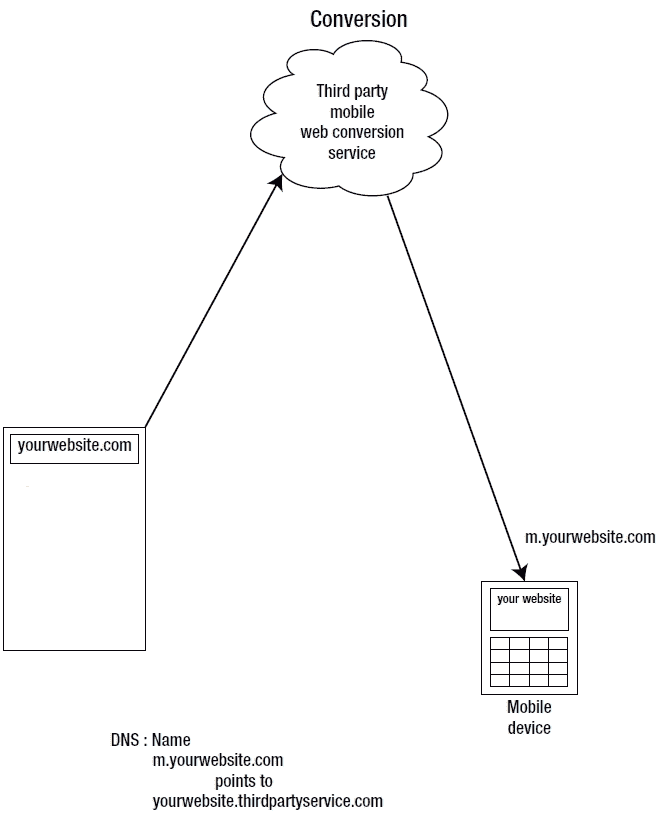 Conversion
Third party
mobile
web conversion
service
yourwebsite.com
m.yourwebsite.com
your website
Mobile
device
DNS : Name
m.yourwebsite.com
points to
yourwebsite.thirdpartyservice.com